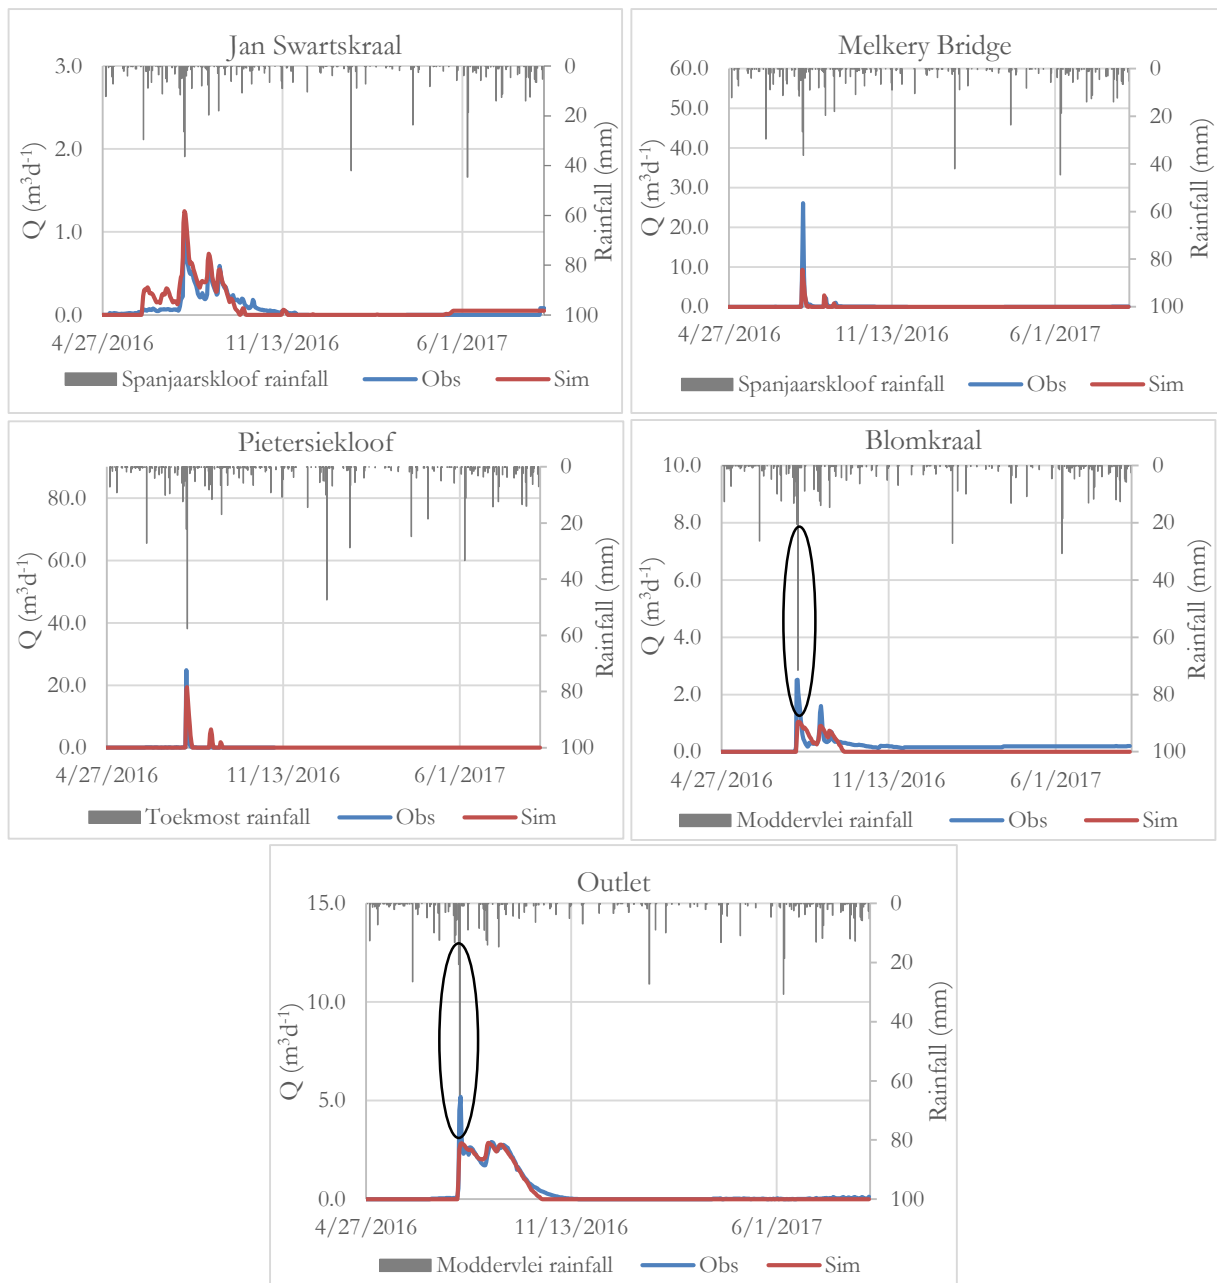 Jan Swartskraal
3.0
2.0
1.0
0.0
0
20
40
60
80
100
Q (m³d⁻¹)
Rainfall (mm)
4/27/2016 11/13/2016 6/1/2017
Spanjaarskloof rainfall Obs Sim
Melkery Bridge
60.0
50.0
40.0
30.0
20.0
10.0
0.0
0
20
40
60
80
100
Q (m³d⁻¹)
Rainfall (mm)
4/27/2016 11/13/2016 6/1/2017
Spanjaarskloof rainfall Obs Sim
Pietersiekloof
80.0
60.0
40.0
20.0
0.0
0
20
40
60
80
100
Q (m³d⁻¹)
Rainfall (mm)
4/27/2016 11/13/2016 6/1/2017
Toekmost rainfall Obs Sim
Blomkraal
10.0
8.0
6.0
4.0
2.0
0.0
0
20
40
60
80
100
Q (m³d⁻¹)
Rainfall (mm)
4/27/2016 11/13/2016 6/1/2017
Moddervlei rainfall Obs Sim
Outlet
15.0
10.0
5.0
0.0
0
20
40
60
80
100
Q (m³d⁻¹)
Rainfall (mm)
4/27/2016 11/13/2016 6/1/2017
Moddervlei rainfall Obs Sim